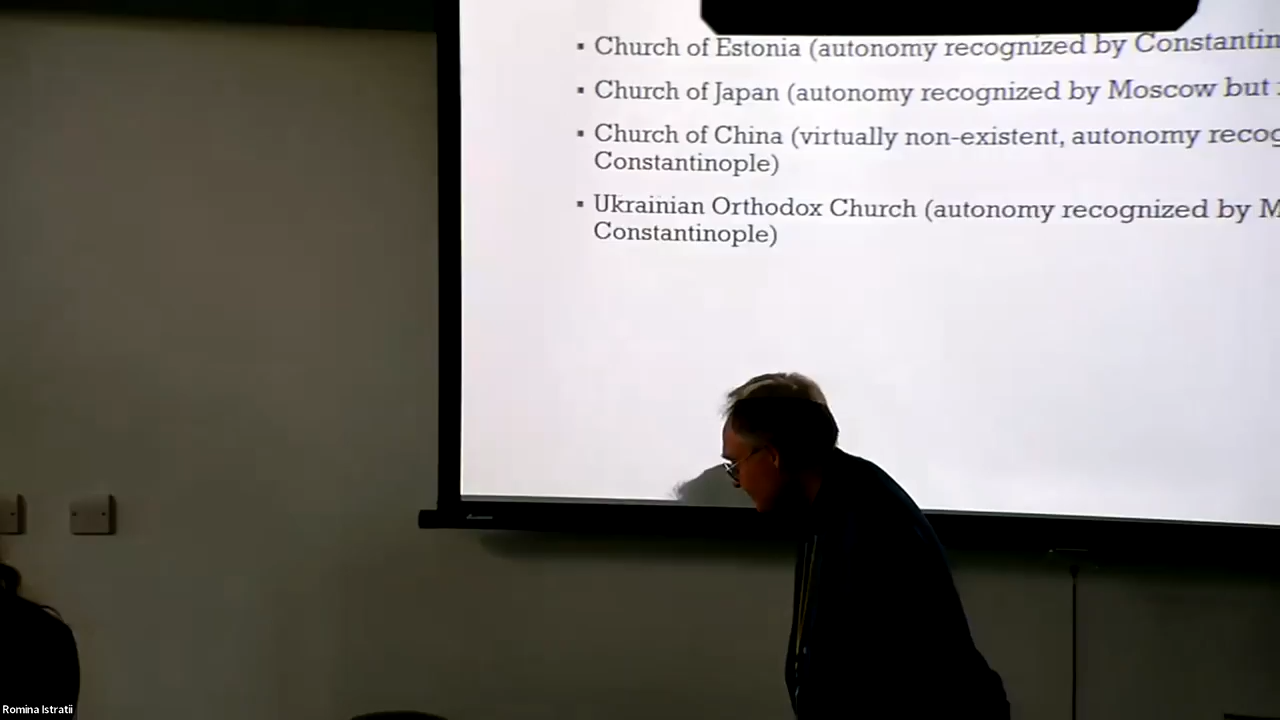 ▪ Church of Estonia (autonomy recognized by Constantin
▪ Church of Japan (autonomy recognized by Moscow but
▪ Church of China (virtually non-existent, autonomy recog
Constantinople)
▪ Ukrainian Orthodox Church (autonomy recognized by M
Constantinople)
Romina Istratii